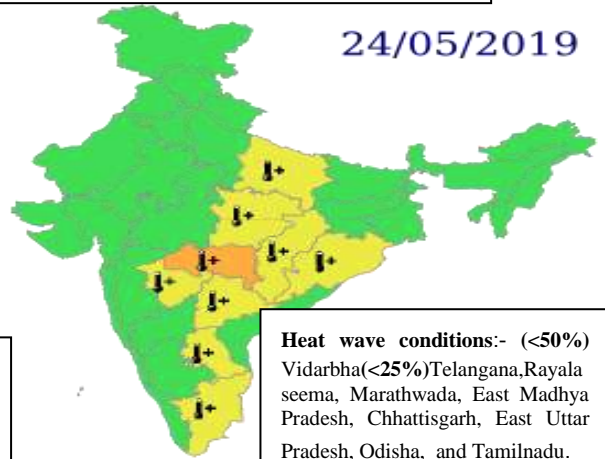 24/05/2019
Heat wave conditions:- (<50%)
Vidarbha(<25%)Telangana,Rayala
seema, Marathwada, East Madhya
Pradesh, Chhattisgarh, East Uttar
Pradesh, Odisha, and Tamilnadu.